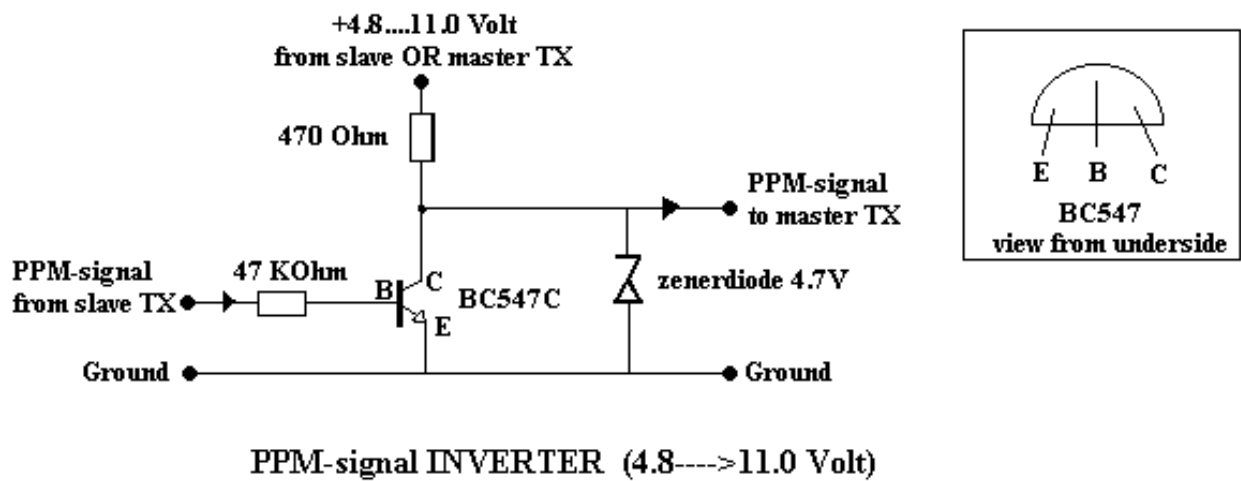 +4.8....11.0 Volt
from slave OR master TX
470 Ohm
PPM-signal
to master TX
PPM-signal
from slave TX
47 KOhm
B
C
E
BC547C
zenerdiode 4.7V
Ground
Ground
E B C
BC547
view from underside
PPM-signal INVERTER (4.8---->11.0 Volt)